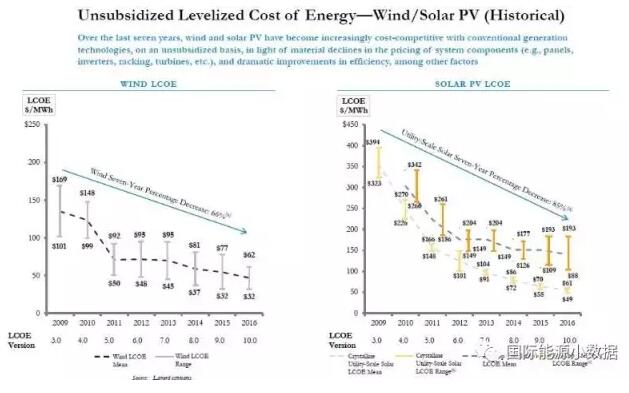 Unsubsidized Levelized Cost of Energy—Wind/Solar PV (Historical)
Over the last seven years, wind and solar PV have become increasingly cost-competitive with conventional generation
technologies, on an unsubsidized basis, in light of material declines in the pricing of system components (e.g., panels,
inverters, racking, turbines, etc.), and dramatic improvements in efficiency, among other factors
WIND LCOE
LCOE
$/MWh
$250
200
150
100
50
0
Wind Seven-Year Percentage Decrease: 66%
$169
$101
$148
$99
$92
$50
$95
$48
$95
$45
$81
$37
$77
$32
$62
$32
2009 2010 2011 2012 2013 2014 2015 2016
LCOE
Version
3.0 4.0 5.0 6.0 7.0 8.0 9.0 10.0
Wind LCOE
Mean
Wind LCOE
Range
Source: Lazard estimates.
SOLAR PV LCOE
LCOE
$/MWh
$450
400
350
300
250
200
150
100
50
0
Utility-Scale Solar Seven-Year Percentage Decrease: 85%
$394
$323
$342
$270
$260
$226
$261
$166
$186
$148
$204
$149
$101
$204
$149
$104
$91
$177
$126
$86
$72
$193
$109
$70
$58
$193
$88
$61
$49
2009 2010 2011 2012 2013 2014 2015 2016
LCOE
Version
3.0 4.0 5.0 6.0 7.0 8.0 9.0 10.0
Crystalline
Utility-Scale Solar
LCOE Mean
Crystalline
Utility-Scale Solar
LCOE Range
LCOE Mean
LCOE Range
国际能源小数据